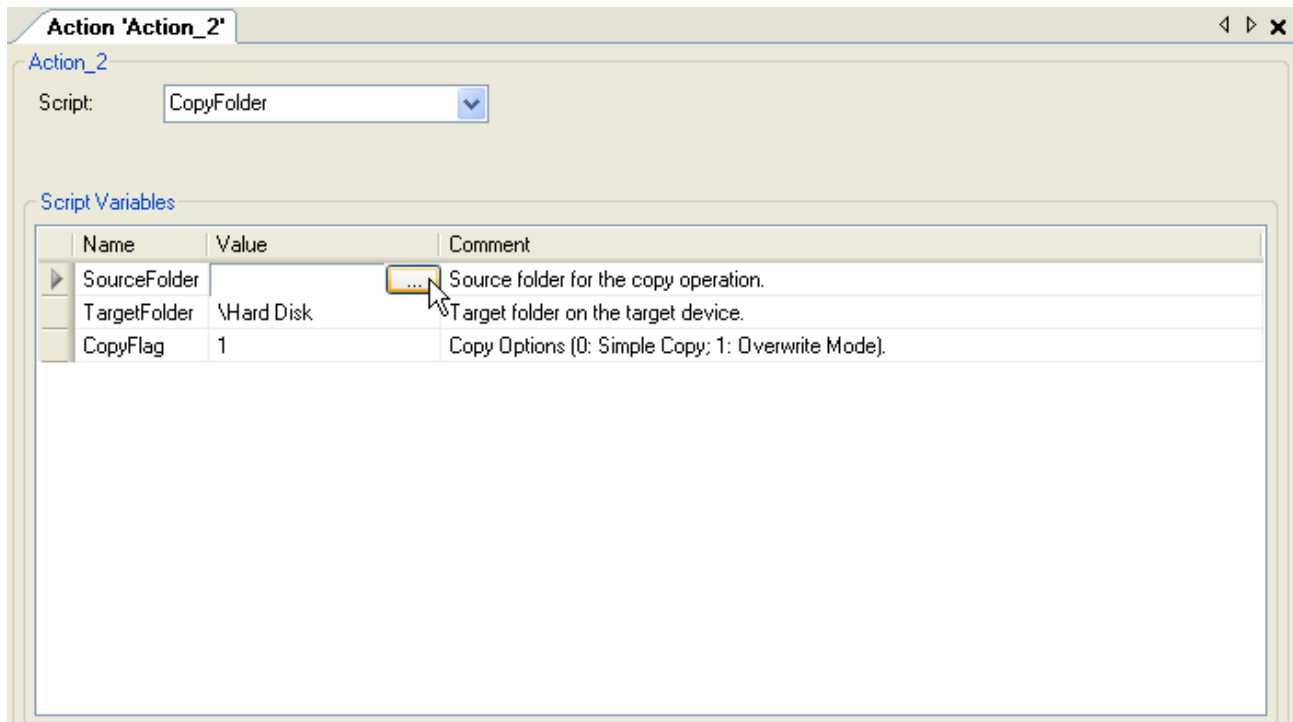 Action 'Action_2'
Action_2
Script: CopyFolder
Script Variables
Name Value Comment
SourceFolder ... Source folder for the copy operation.
TargetFolder \Hard Disk Target folder on the target device.
CopyFlag 1 Copy Options (0: Simple Copy; 1: Overwrite Mode).